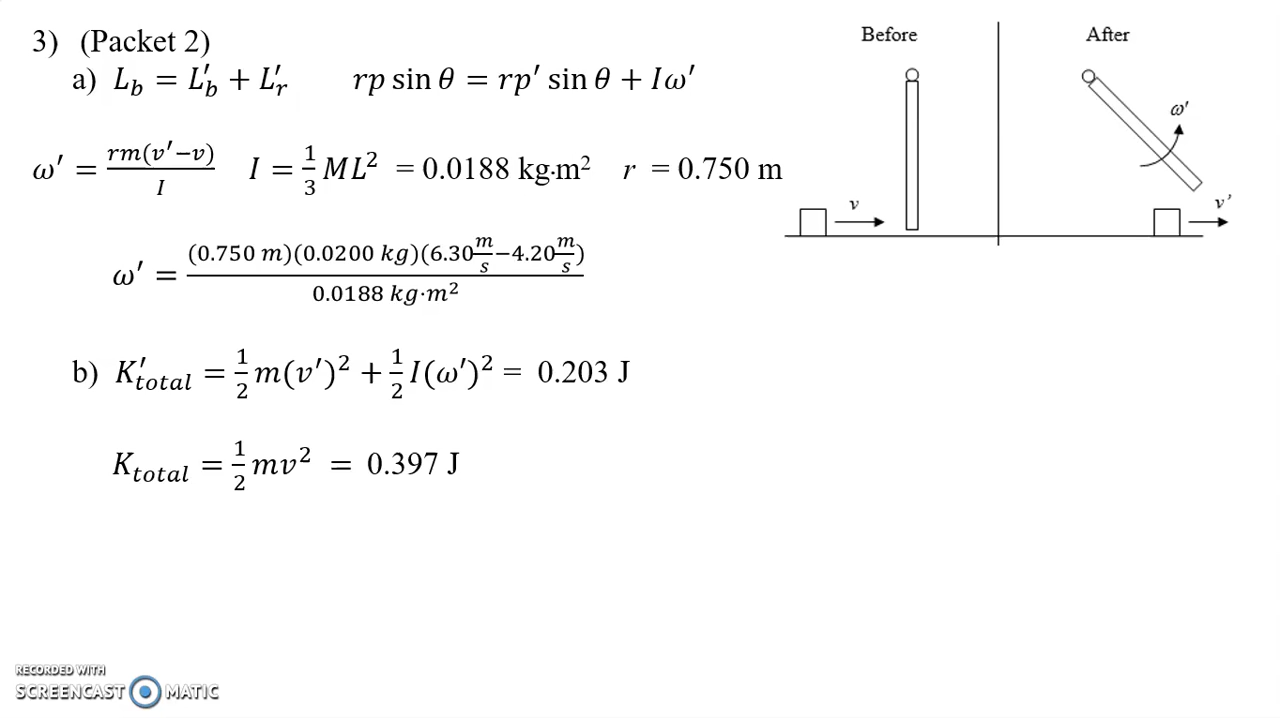 3) (Packet 2)
Before After
a) L_b = L′_b + L′_r rp sin θ = rp′ sin θ + Iω′
ω′
ω′ = rm(v′−v)/I I = 1/3 ML² = 0.0188 kg·m² r = 0.750 m
v v'
ω′ = (0.750 m)(0.0200 kg)(6.30 m/s − 4.20 m/s)/0.0188 kg·m²
b) K′_total = 1/2 m(v′)² + 1/2 I(ω′)² = 0.203 J
K_total = 1/2 mv² = 0.397 J
RECORDED WITH
SCREENCAST MATIC